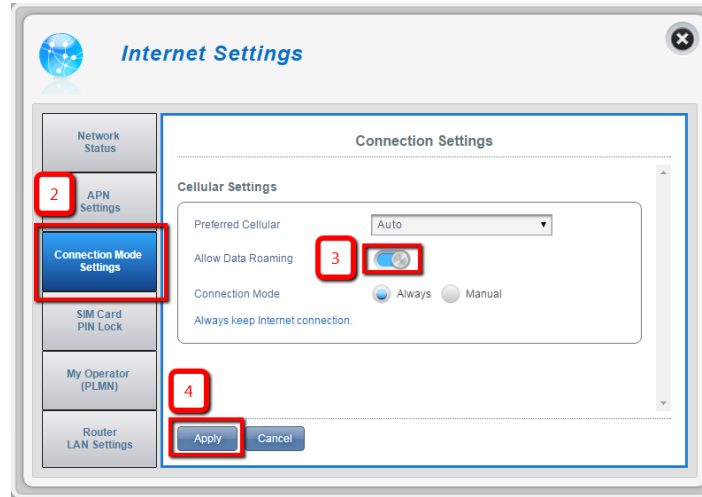 Internet Settings
Network
Status
2
APN
Settings
Connection Mode
Settings
SIM Card
PIN Lock
My Operator
(PLMN)
Router
LAN Settings
Connection Settings
Cellular Settings
Preferred Cellular
Auto
Allow Data Roaming
3
Connection Mode
Always
Manual
Always keep Internet connection.
4
Apply
Cancel